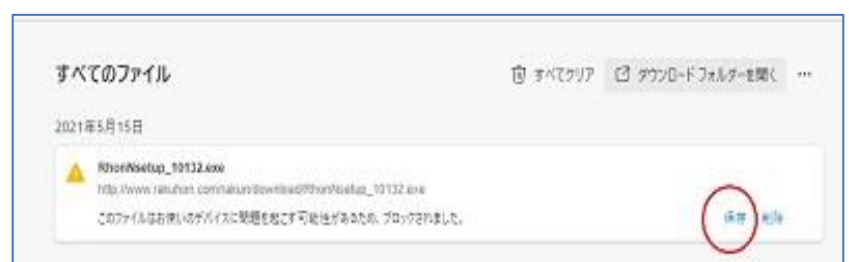 すべてのファイル
すべてクリア ダウンロード フォルダーを開く ...
2021年5月15日
RhonNsetup_10132.exe
http://www.rakuhon.com/rakun/download/RhonNsetup_10132.exe
このファイルはお使いのデバイスに問題を起こす可能性があるため、ブロックされました。
保存 削除